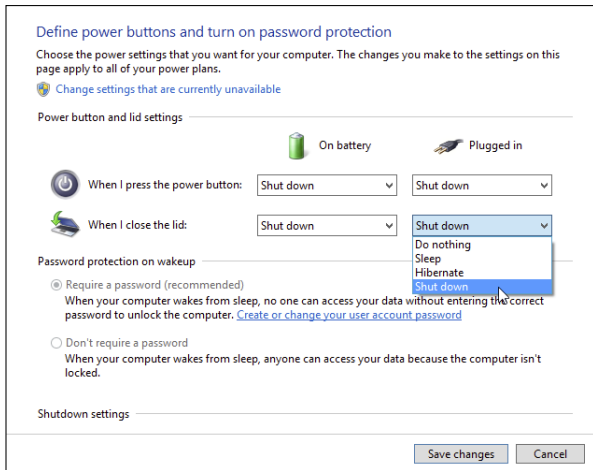 Define power buttons and turn on password protection
Choose the power settings that you want for your computer. The changes you make to the settings on this
page apply to all of your power plans.
Change settings that are currently unavailable
Power button and lid settings
On battery
Plugged in
When I press the power button:
Shut down
Shut down
When I close the lid:
Shut down
Shut down
Do nothing
Sleep
Hibernate
Shut down
Password protection on wakeup
Require a password (recommended)
When your computer wakes from sleep, no one can access your data without entering the correct
password to unlock the computer. Create or change your user account password
Don't require a password
When your computer wakes from sleep, anyone can access your data because the computer isn't
locked.
Shutdown settings
Save changes
Cancel